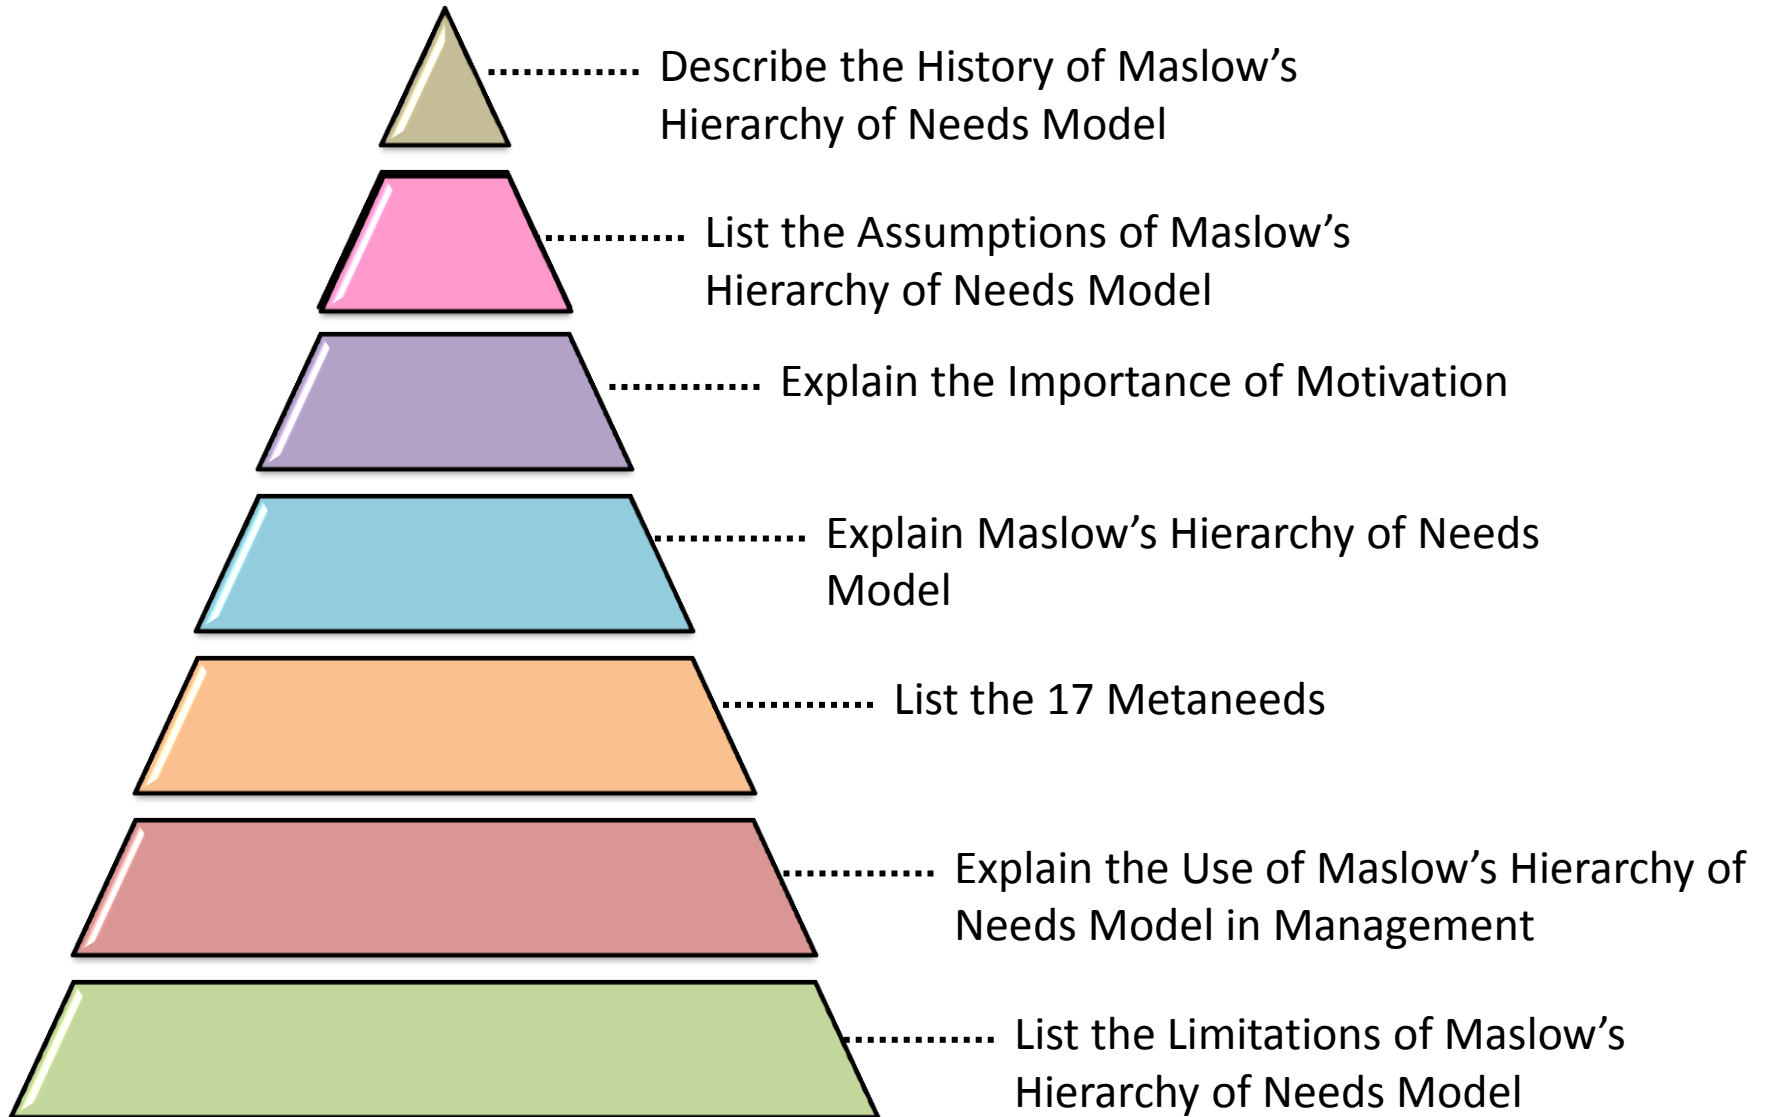 Describe the History of Maslow’s
Hierarchy of Needs Model
List the Assumptions of Maslow’s
Hierarchy of Needs Model
Explain the Importance of Motivation
Explain Maslow’s Hierarchy of Needs
Model
List the 17 Metaneeds
Explain the Use of Maslow’s Hierarchy of
Needs Model in Management
List the Limitations of Maslow’s
Hierarchy of Needs Model